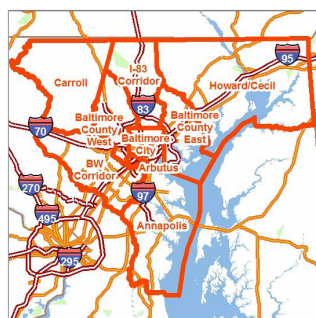 I-83
Corridor
95
Carroll
Howard/Cecil
83
Baltimore
County
West
Baltimore
County
East
70
Baltimore
City
BW
Corridor
Arbutus
270
97
495
Annapolis
295